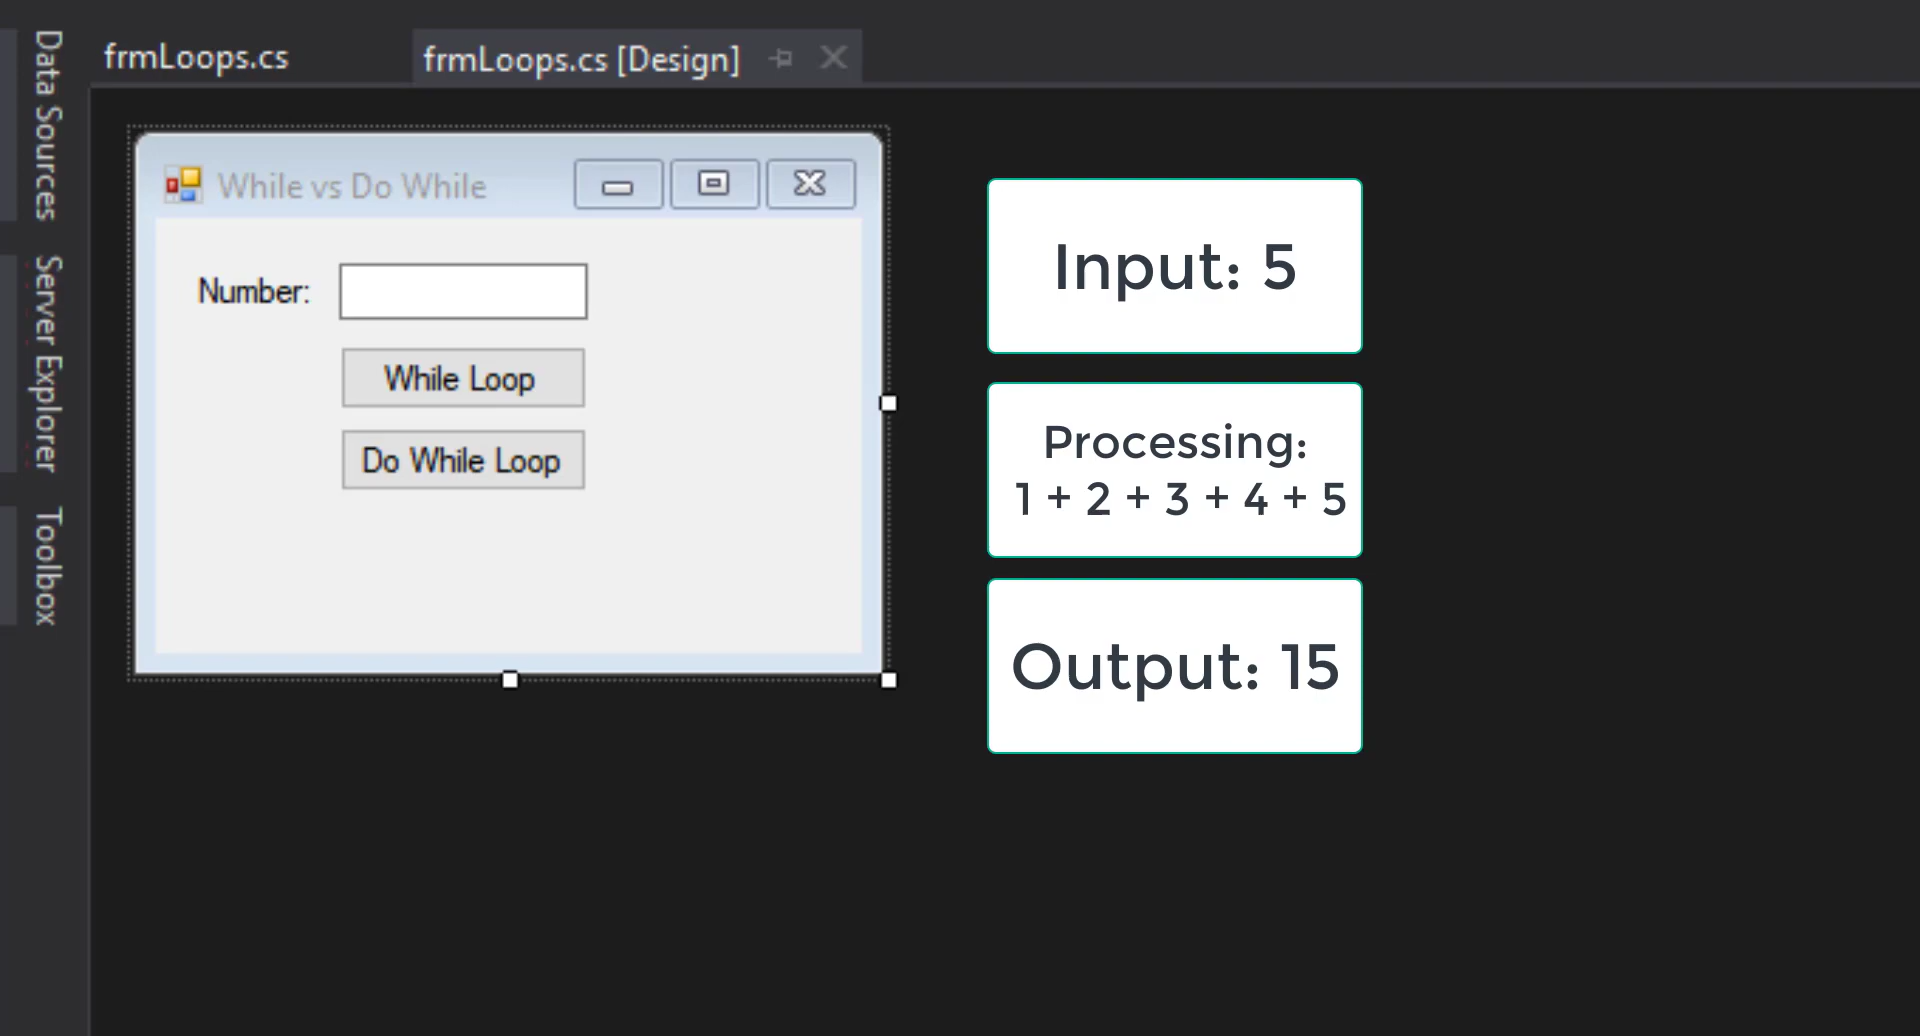 Data Sources
Server Explorer
Toolbox
frmLoops.cs
frmLoops.cs [Design]
While vs Do While
Number:
While Loop
Do While Loop
Input: 5
Processing:
1 + 2 + 3 + 4 + 5
Output: 15